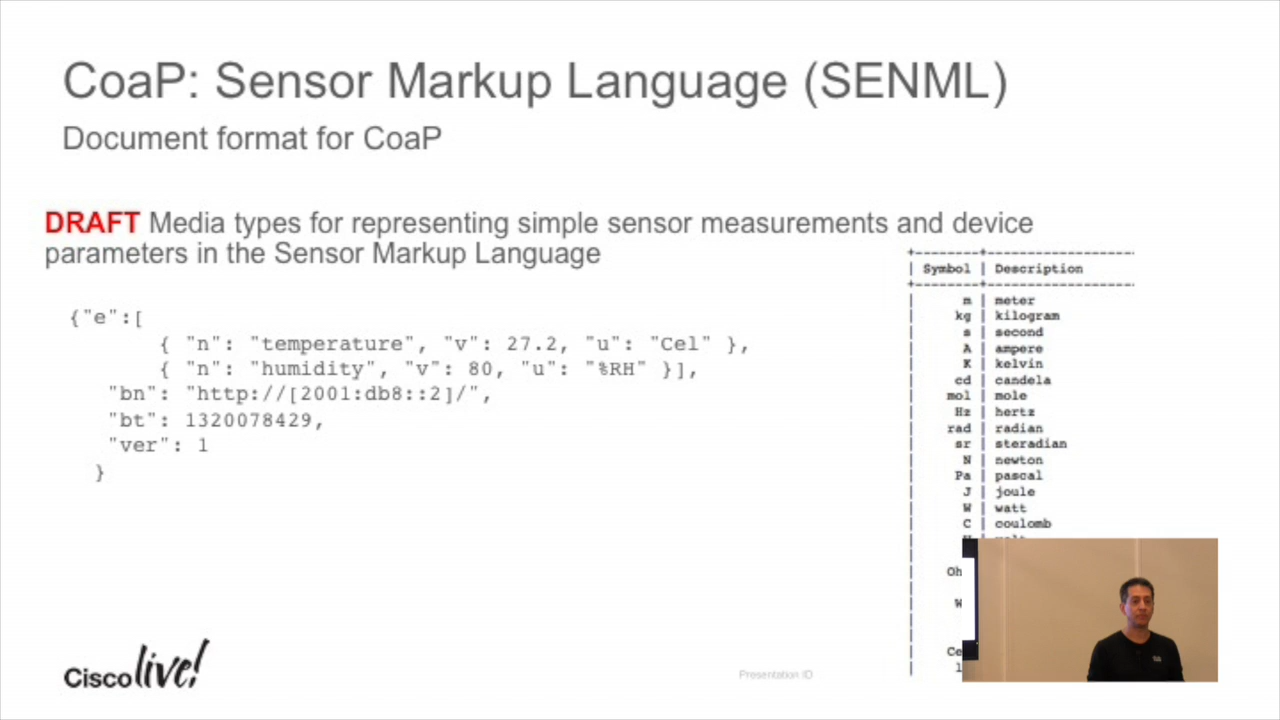 CoaP: Sensor Markup Language (SENML)
Document format for CoaP
DRAFT Media types for representing simple sensor measurements and device
parameters in the Sensor Markup Language
{"e":[
{ "n": "temperature", "v": 27.2, "u": "Cel" },
{ "n": "humidity", "v": 80, "u": "%RH" }],
"bn": "http://[2001:db8::2]/",
"bt": 1320078429,
"ver": 1
}
+--------+------------------
| Symbol | Description
+--------+------------------
| m | meter
| kg | kilogram
| s | second
| A | ampere
| K | kelvin
| cd | candela
| mol | mole
| Hz | hertz
| rad | radian
| sr | steradian
| N | newton
| Pa | pascal
| J | joule
| W | watt
| C | coulomb
| Oh
| W
| Ce
Cisco live!
Presentation ID